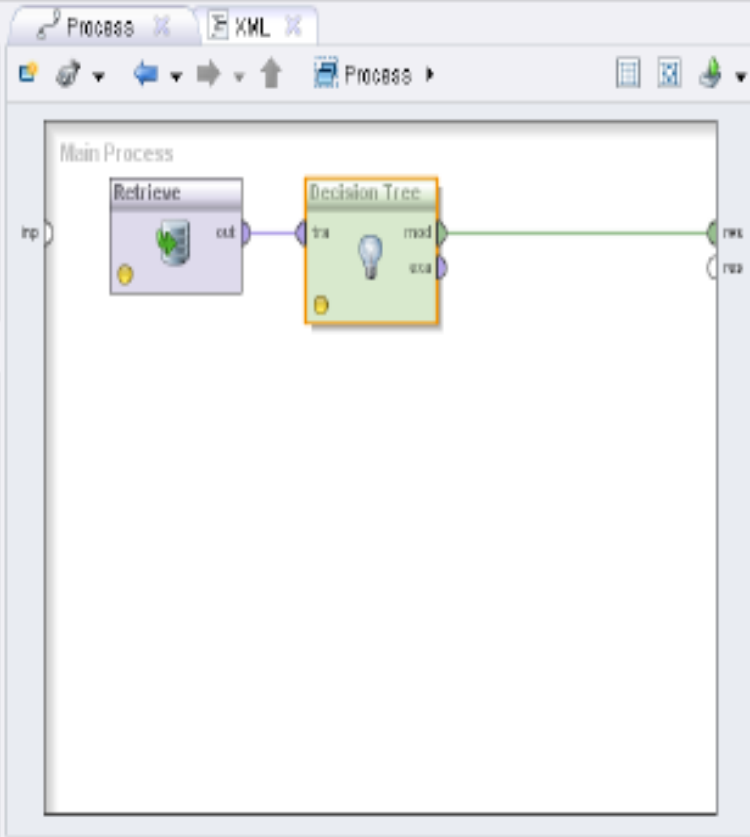 Process XML
Process
Main Process
Retrieve Decision Tree
inp out tra mod res
exa res